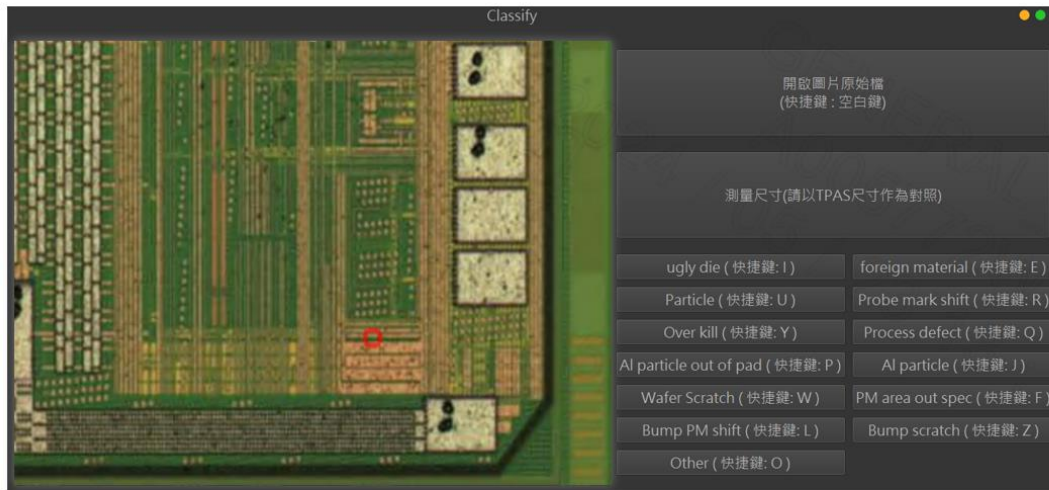 Classify
開啟圖片原始檔
(快捷鍵 : 空白鍵)
測量尺寸(請以TPAS尺寸作為對照)
ugly die ( 快捷鍵: I )
foreign material ( 快捷鍵: E )
Particle ( 快捷鍵: U )
Probe mark shift ( 快捷鍵: R )
Over kill ( 快捷鍵: Y )
Process defect ( 快捷鍵: Q )
Al particle out of pad ( 快捷鍵: P )
Al particle ( 快捷鍵: J )
Wafer Scratch ( 快捷鍵: W )
PM area out spec ( 快捷鍵: F )
Bump PM shift ( 快捷鍵: L )
Bump scratch ( 快捷鍵: Z )
Other ( 快捷鍵: O )